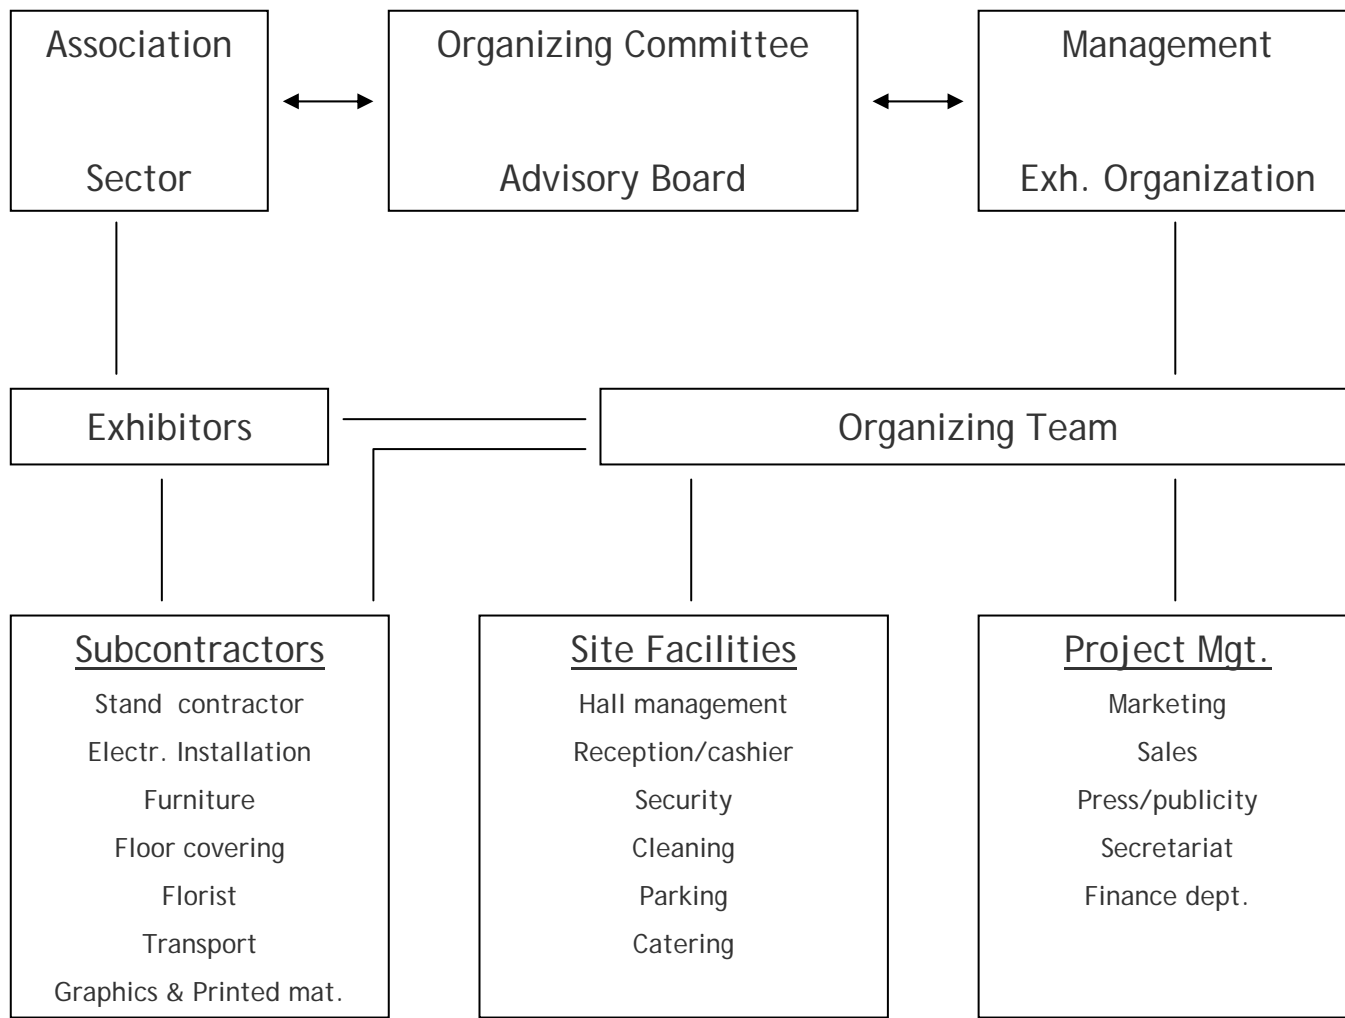 Association
Sector
Organizing Committee
Advisory Board
Management
Exh. Organization
Exhibitors
Organizing Team
Subcontractors
Stand contractor
Electr. Installation
Furniture
Floor covering
Florist
Transport
Graphics & Printed mat.
Site Facilities
Hall management
Reception/cashier
Security
Cleaning
Parking
Catering
Project Mgt.
Marketing
Sales
Press/publicity
Secretariat
Finance dept.